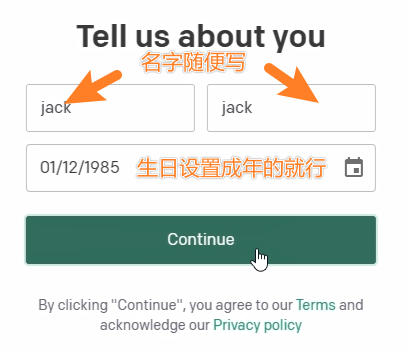 Tell us about you
名字随便写
jack
jack
01/12/1985
生日设置成年的就行
Continue
By clicking "Continue", you agree to our Terms and
acknowledge our Privacy policy